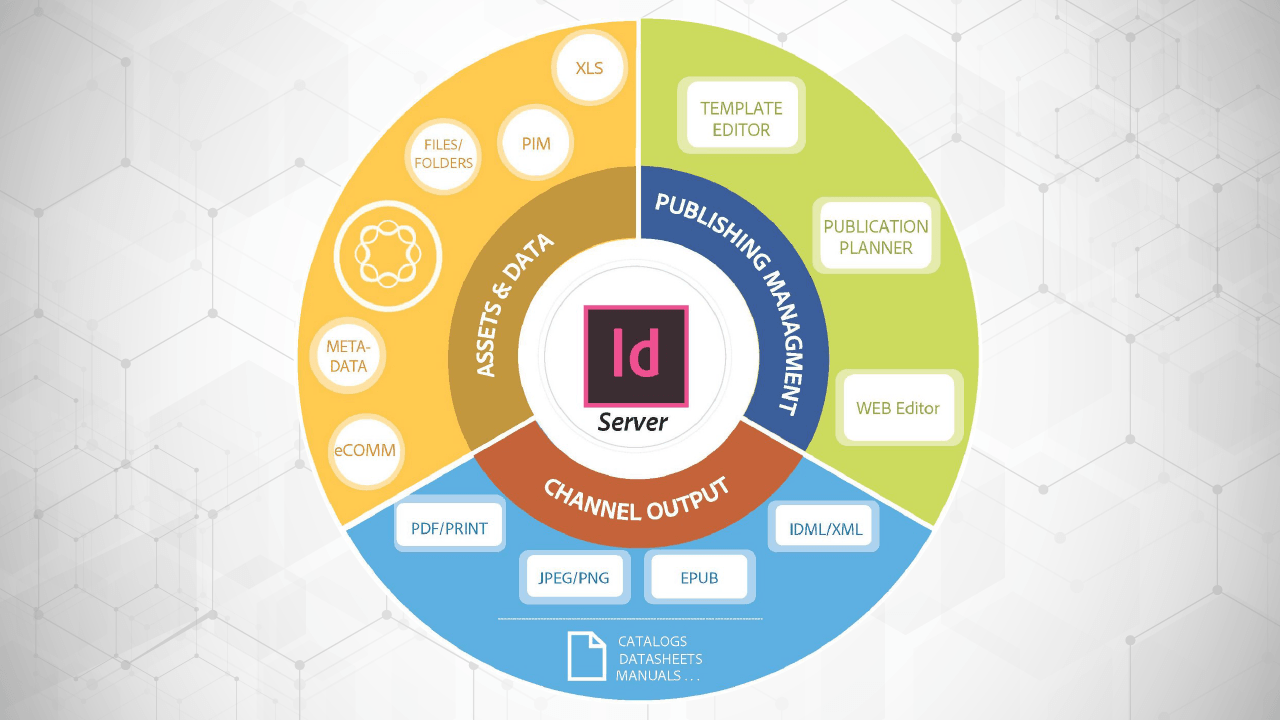 XLS
PIM
FILES/
FOLDERS
META-
DATA
eCOMM
ASSETS & DATA
TEMPLATE
EDITOR
PUBLICATION
PLANNER
WEB Editor
PUBLISHING MANAGMENT
Id
Server
CHANNEL OUTPUT
PDF/PRINT
JPEG/PNG
EPUB
IDML/XML
CATALOGS
DATASHEETS
MANUALS . . .